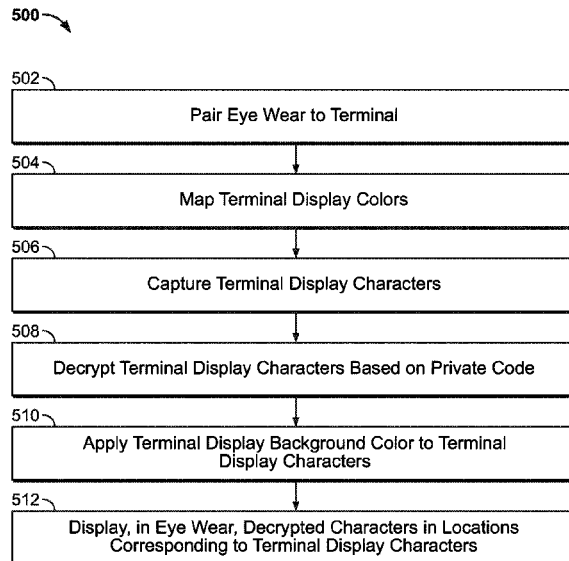 500
502
Pair Eye Wear to Terminal
504
Map Terminal Display Colors
506
Capture Terminal Display Characters
508
Decrypt Terminal Display Characters Based on Private Code
510
Apply Terminal Display Background Color to Terminal
Display Characters
512
Display, in Eye Wear, Decrypted Characters in Locations
Corresponding to Terminal Display Characters